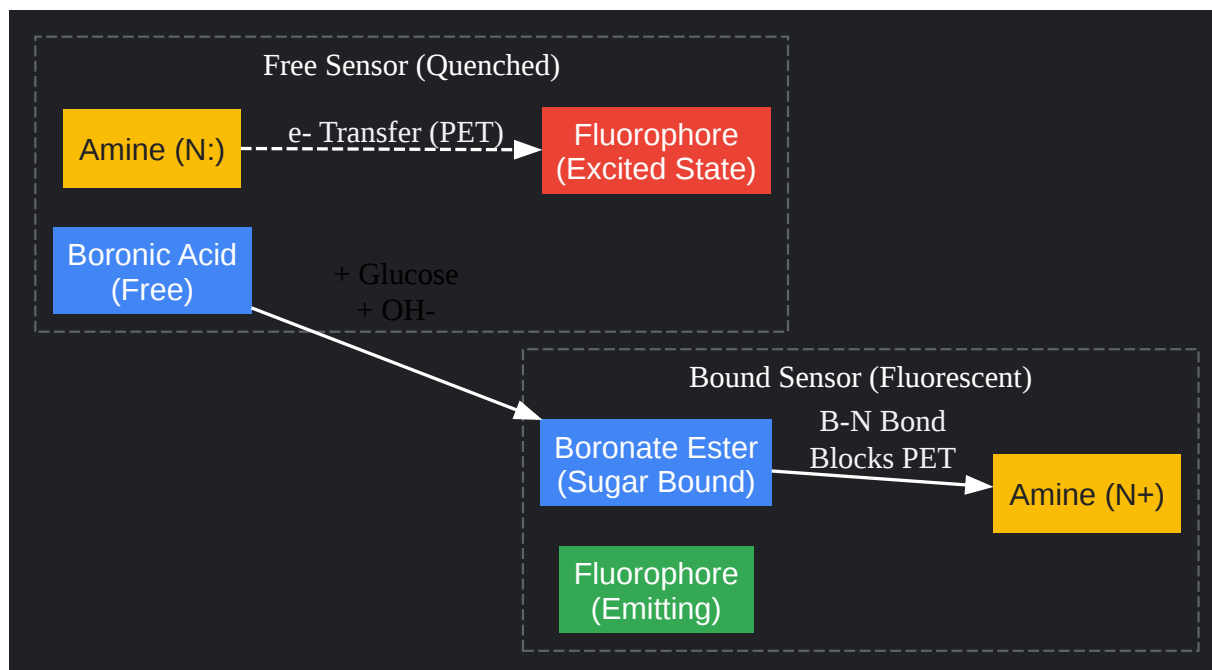 Free Sensor (Quenched)
Amine (N:)
e- Transfer (PET)
Fluorophore
(Excited State)
Boronic Acid
(Free)
+ Glucose
+ OH-
Bound Sensor (Fluorescent)
Boronate Ester
(Sugar Bound)
B-N Bond
Blocks PET
Amine (N+)
Fluorophore
(Emitting)